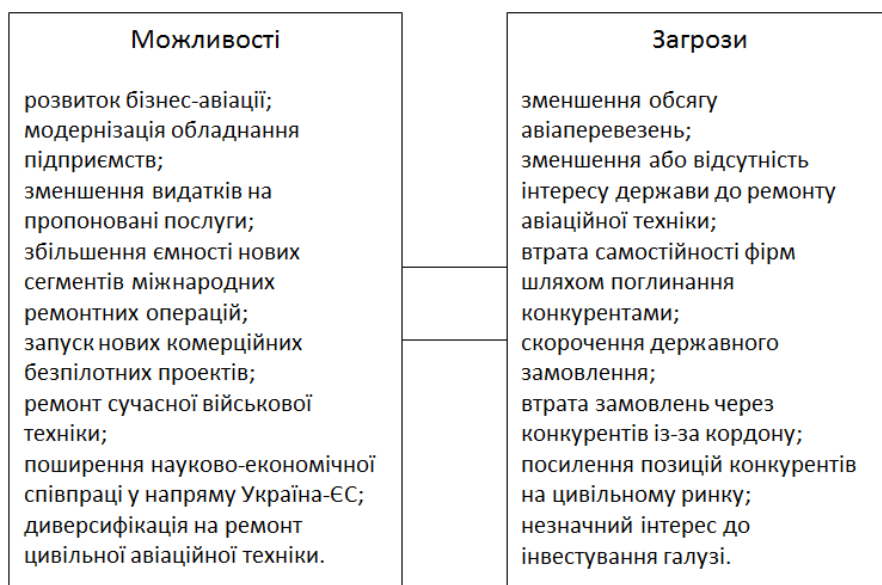 Можливості
розвиток бізнес-авіації;
модернізація обладнання
підприємств;
зменшення видатків на
пропоновані послуги;
збільшення ємності нових
сегментів міжнародних
ремонтних операцій;
запуск нових комерційних
безпілотних проектів;
ремонт сучасної військової
техніки;
поширення науково-економічної
співпраці у напряму Україна-ЄС;
диверсифікація на ремонт
цивільної авіаційної техніки.
Загрози
зменшення обсягу
авіаперевезень;
зменшення або відсутність
інтересу держави до ремонту
авіаційної техніки;
втрата самостійності фірм
шляхом поглинання
конкурентами;
скорочення державного
замовлення;
втрата замовлень через
конкурентів із-за кордону;
посилення позицій конкурентів
на цивільному ринку;
незначний інтерес до
інвестування галузі.